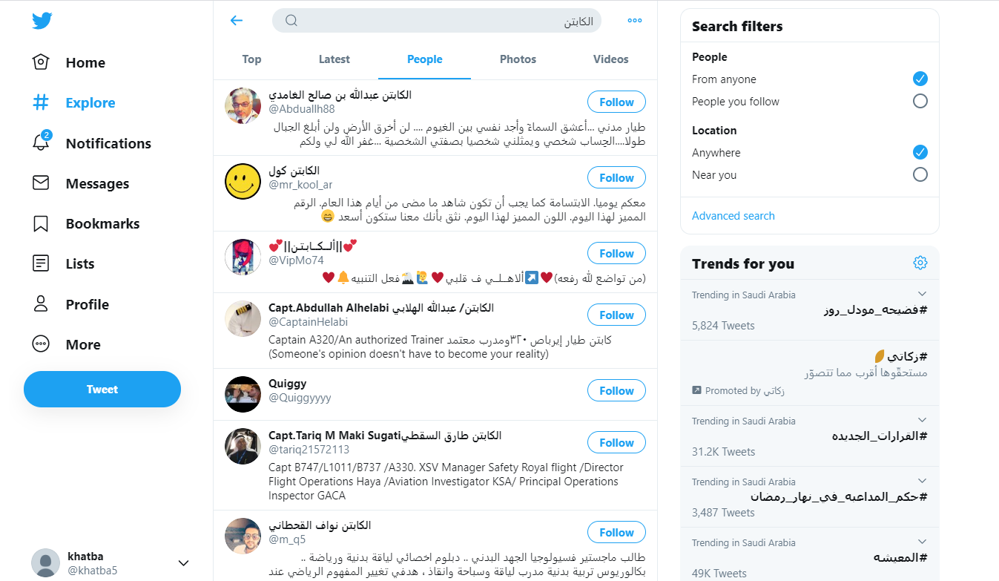 Home
Explore
2
Notifications
Messages
Bookmarks
Lists
Profile
More
Tweet
khatba
@khatba5
الكابتن
Top
Latest
People
Photos
Videos
الكابتن عبدالله بن صالح الغامدي
@Abduallh88
Follow
طيار مدني ...أعشق السماءَ وأجد نفسي بين الغيوم .... لن أخرق الأرض ولن أبلغ الجبال
طولا....الحِساب شخصي ويمثلني شخصيا بصفتي الشخصية ...غفر الله لي ولكم
الكابتن كول
@mr_kool_ar
Follow
معكم يوميا. الابتسامة كما يجب أن تكون شاهد ما مضى من أيام هذا العام. الرقم
المميز لهذا اليوم. اللون المميز لهذا اليوم. نثق بأنك معنا ستكون أسعد 😁
💕||ألــكــابـتـن||💕
@VipMo74
Follow
(من تواضع لله رفعه)♥️↗️ألاهــلــي ف قلبي♥️🙋‍♂️🏔️فعل التنبيه🔔♥️
Capt.Abdullah Alhelabi الكابتن/ عبدالله الهلابي
@CaptainHelabi
Follow
Captain A320/An authorized Trainer كابتن طيار إيرباص ٣٢٠ومدرب معتمد
(Someone's opinion doesn't have to become your reality)
Quiggy
@Quiggyyyy
Follow
Capt.Tariq M Maki Sugatiالكابتن طارق السقطي
@tariq21572113
Follow
Capt B747/L1011/B737 /A330. XSV Manager Safety Royal flight /Director
Flight Operations Haya /Aviation Investigator KSA/ Principal Operations
Inspector GACA
الكابتن نواف القحطاني
@m_q5
Follow
طالب ماجستير فسيولوجيا الجهد البدني .. دبلوم اخصائي لياقة بدنية ورياضة ..
بكالوريوس تربية بدنية مدرب لياقة وسباحة وانقاذ ، هدفي تغيير المفهوم الرياضي عند
Search filters
People
From anyone
People you follow
Location
Anywhere
Near you
Advanced search
Trends for you
Trending in Saudi Arabia
#فضيحه_مودل_روز
5,824 Tweets
#زكاتي
مستحقّوها أقرب مما تتصوّر
Promoted by زكاتي
Trending in Saudi Arabia
#القرارات_الجديده
31.2K Tweets
Trending in Saudi Arabia
#حكم_المداعبه_في_نهار_رمضان
3,487 Tweets
Trending in Saudi Arabia
#المعيشه
49K Tweets